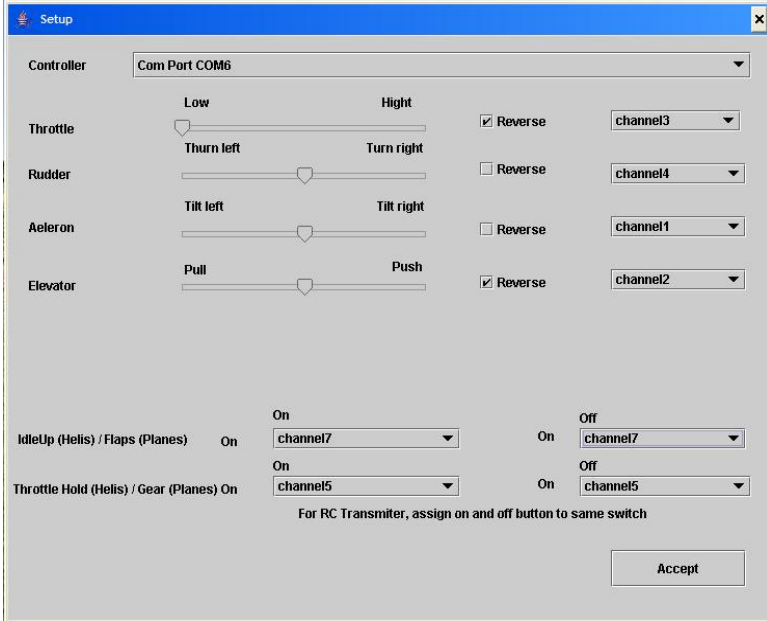 Setup
Controller Com Port COM6
Low Hight
Throttle Reverse channel3
Thurn left Turn right
Rudder Reverse channel4
Tilt left Tilt right
Aeleron Reverse channel1
Pull Push
Elevator Reverse channel2
On Off
IdleUp (Helis) / Flaps (Planes) On channel7 On channel7
On Off
Throttle Hold (Helis) / Gear (Planes) On channel5 On channel5
For RC Transmiter, assign on and off button to same switch
Accept